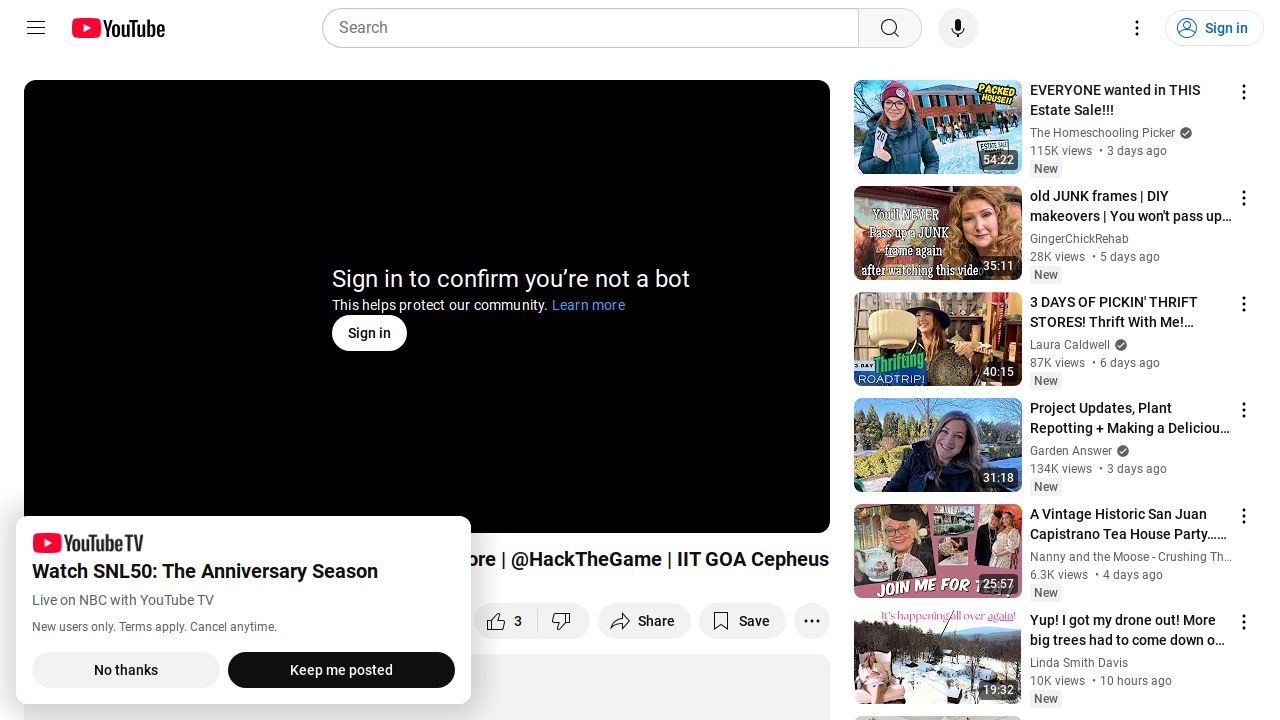 YouTube
Search
Sign in
Sign in to confirm you’re not a bot
This helps protect our community. Learn more
Sign in
YouTube TV
Watch SNL50: The Anniversary Season
Live on NBC with YouTube TV
New users only. Terms apply. Cancel anytime.
No thanks
Keep me posted
ore | @HackTheGame | IIT GOA Cepheus
3
Share
Save
PACKED
HOUSE!!
20
ESTATE SALE
54:22
EVERYONE wanted in THIS
Estate Sale!!!
The Homeschooling Picker
115K views • 3 days ago
New
You'll NEVER
Pass up a JUNK
frame again
after watching this video
35:11
old JUNK frames | DIY
makeovers | You won't pass up...
GingerChickRehab
28K views • 5 days ago
New
3 DAY
Thrifting
ROADTRIP!
40:15
3 DAYS OF PICKIN' THRIFT
STORES! Thrift With Me!...
Laura Caldwell
87K views • 6 days ago
New
31:18
Project Updates, Plant
Repotting + Making a Deliciou...
Garden Answer
134K views • 3 days ago
New
JOIN ME FOR TEA!
25:57
A Vintage Historic San Juan
Capistrano Tea House Party......
Nanny and the Moose - Crushing Th...
6.3K views • 4 days ago
New
It's happening all over again!
19:32
Yup! I got my drone out! More
big trees had to come down o...
Linda Smith Davis
10K views • 10 hours ago
New